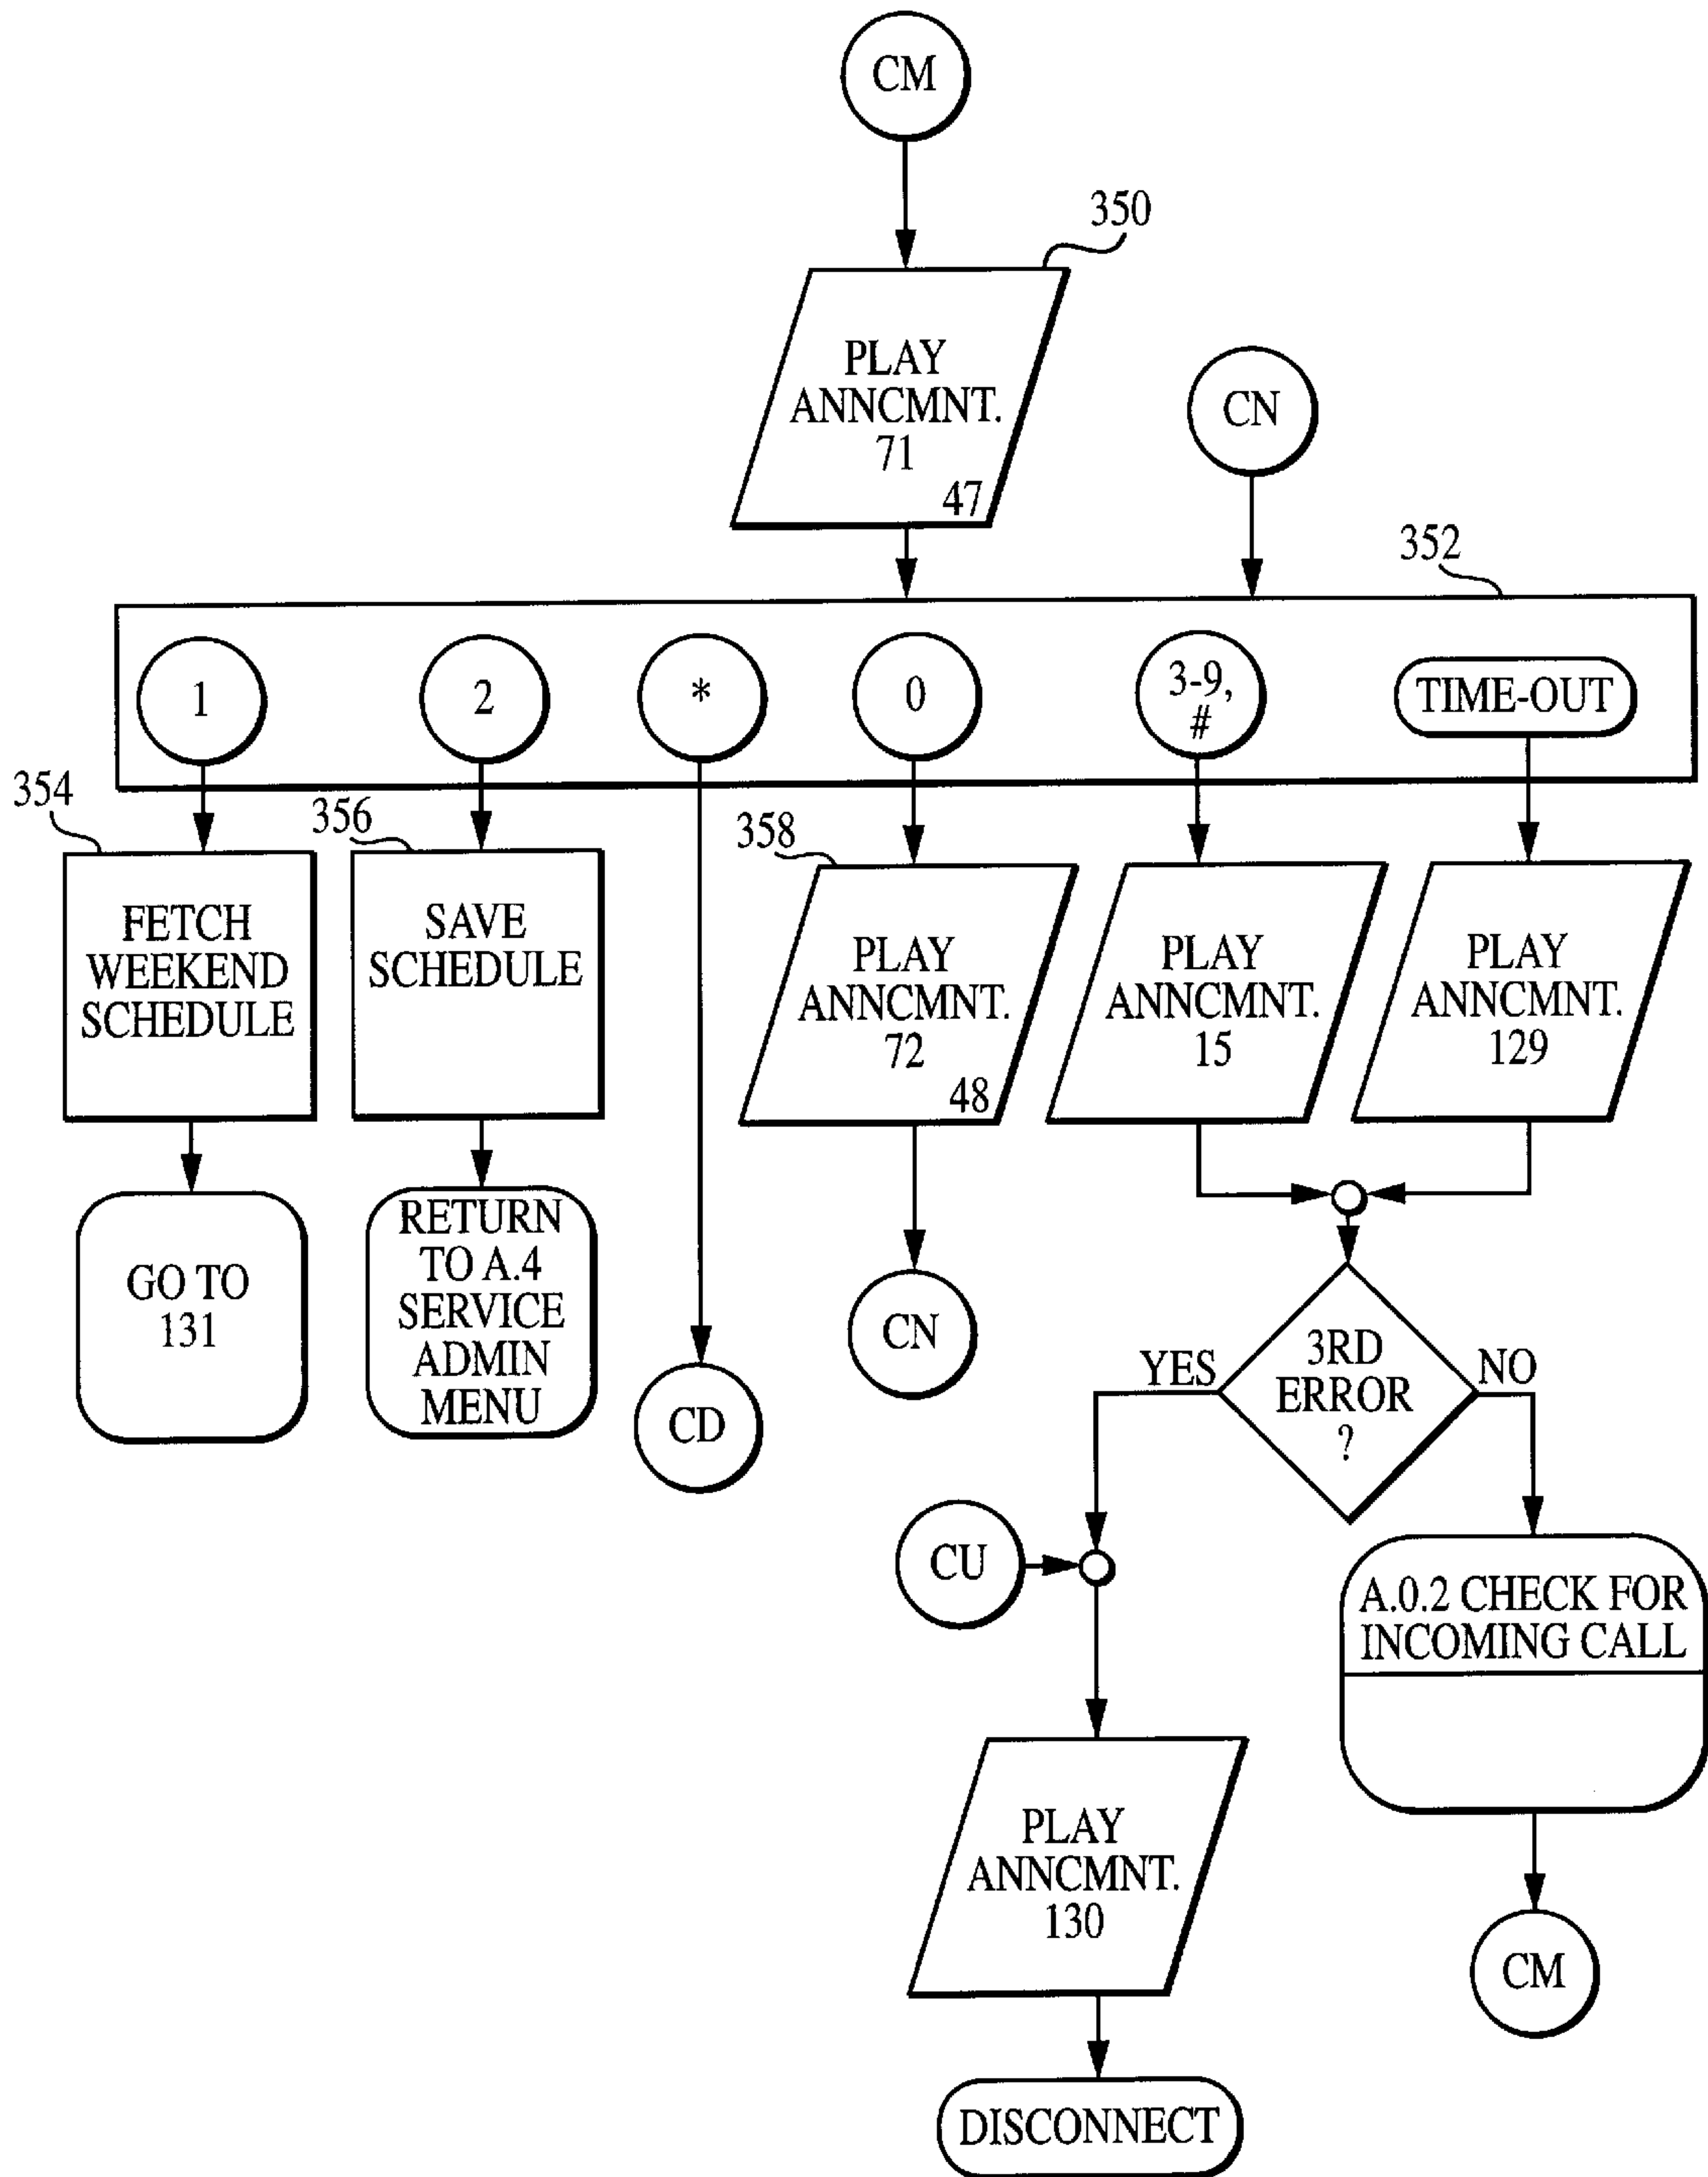 CM
350
PLAY
ANNCMNT.
71
47
CN
352
1
2
*
0
3-9,
#
TIME-OUT
354
356
358
FETCH
WEEKEND
SCHEDULE
SAVE
SCHEDULE
PLAY
ANNCMNT.
72
48
PLAY
ANNCMNT.
15
PLAY
ANNCMNT.
129
GO TO
131
RETURN
TO A.4
SERVICE
ADMIN
MENU
CN
CD
YES
3RD
ERROR
?
NO
CU
A.0.2 CHECK FOR
INCOMING CALL
PLAY
ANNCMNT.
130
CM
DISCONNECT